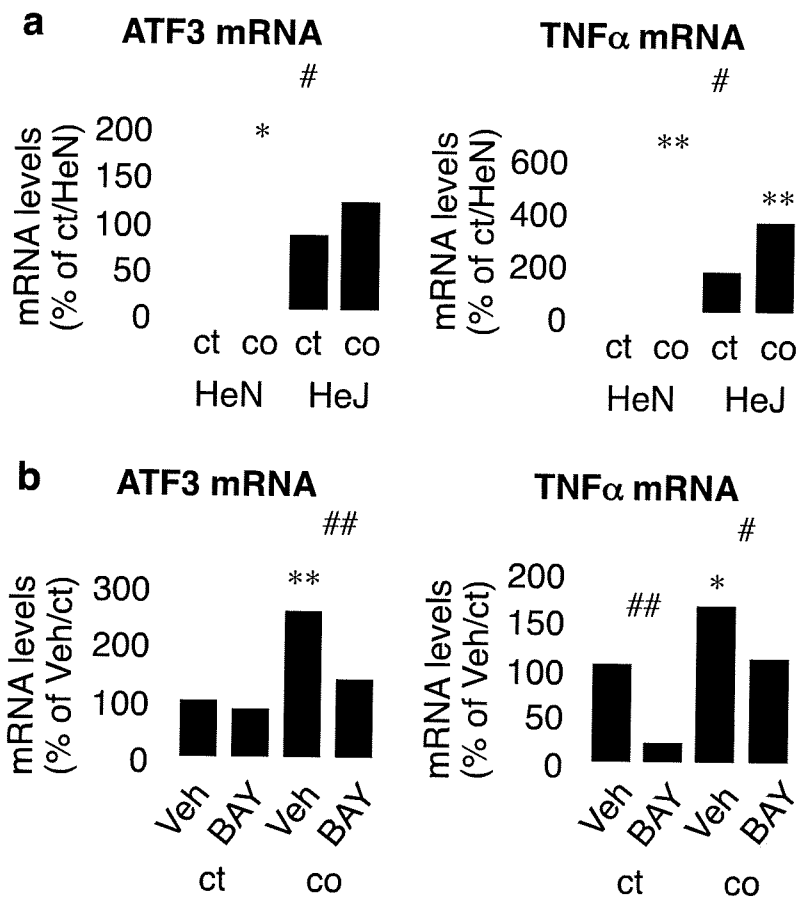 a
ATF3 mRNA
#
mRNA levels
(% of ct/HeN)
200
150
100
50
0
*
ct co ct co
HeN HeJ
TNFα mRNA
#
mRNA levels
(% of ct/HeN)
600
400
200
0
**
**
ct co ct co
HeN HeJ
b
ATF3 mRNA
##
mRNA levels
(% of Veh/ct)
300
200
100
0
**
Veh BAY Veh BAY
ct co
TNFα mRNA
#
mRNA levels
(% of Veh/ct)
200
150
100
50
0
##
*
Veh BAY Veh BAY
ct co